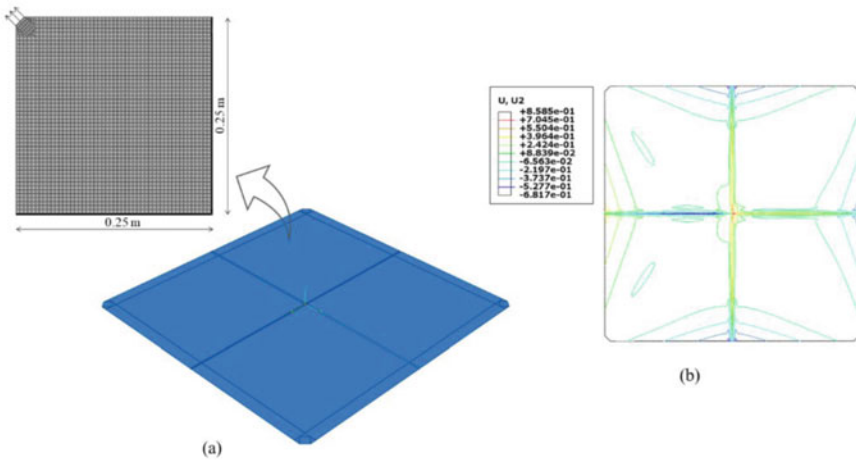 0.25 m
0.25 m
(a)
U, U2
+8.585e-01
+7.045e-01
+5.504e-01
+3.964e-01
+2.424e-01
+8.839e-02
-6.563e-02
-2.197e-01
-3.737e-01
-5.277e-01
-6.817e-01
(b)